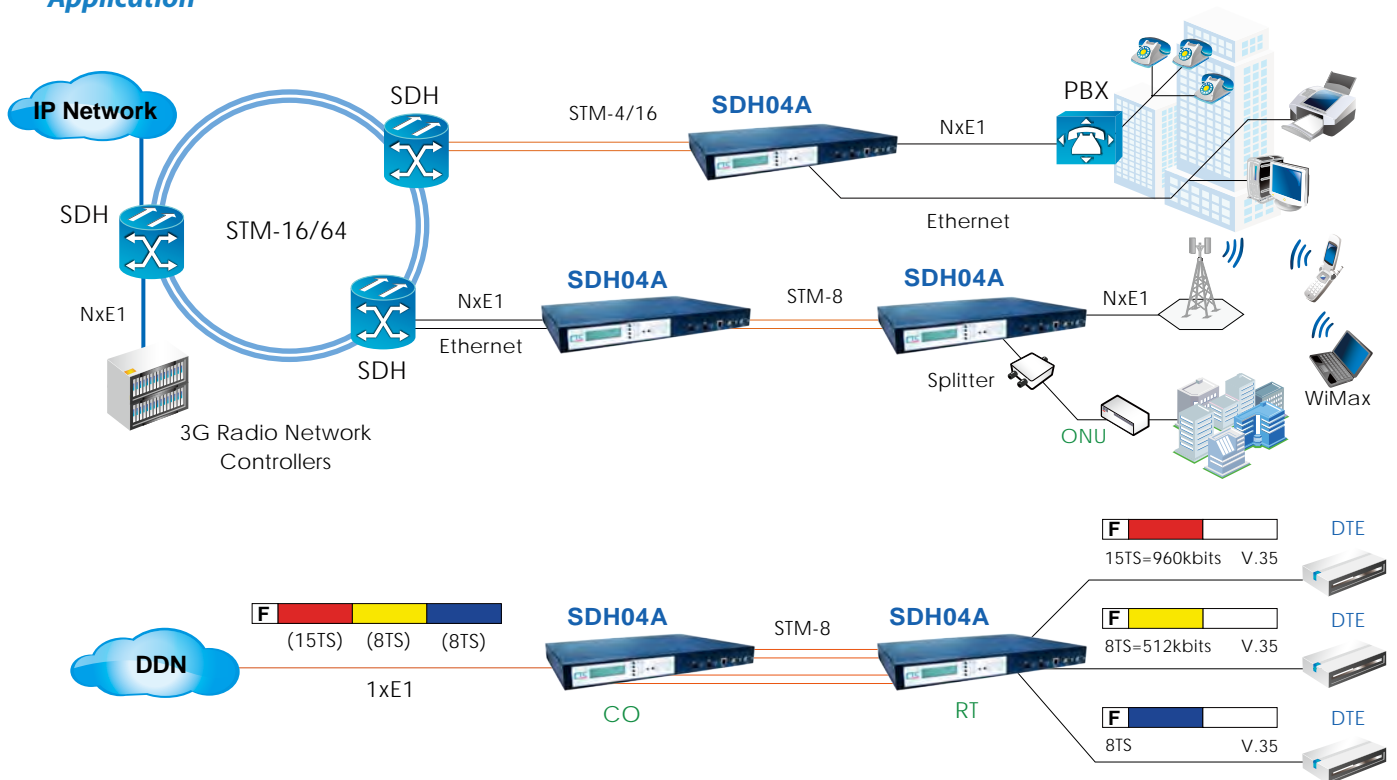 Application
IP Network
SDH
STM-4/16
SDH04A
NxE1
PBX
SDH
STM-16/64
Ethernet
NxE1
SDH
NxE1
Ethernet
SDH04A
STM-8
SDH04A
NxE1
Splitter
ONU
WiMax
3G Radio Network
Controllers
DDN
F
(15TS) (8TS) (8TS)
1xE1
SDH04A
CO
STM-8
SDH04A
RT
F
15TS=960kbits V.35
DTE
F
8TS=512kbits V.35
DTE
F
8TS V.35
DTE